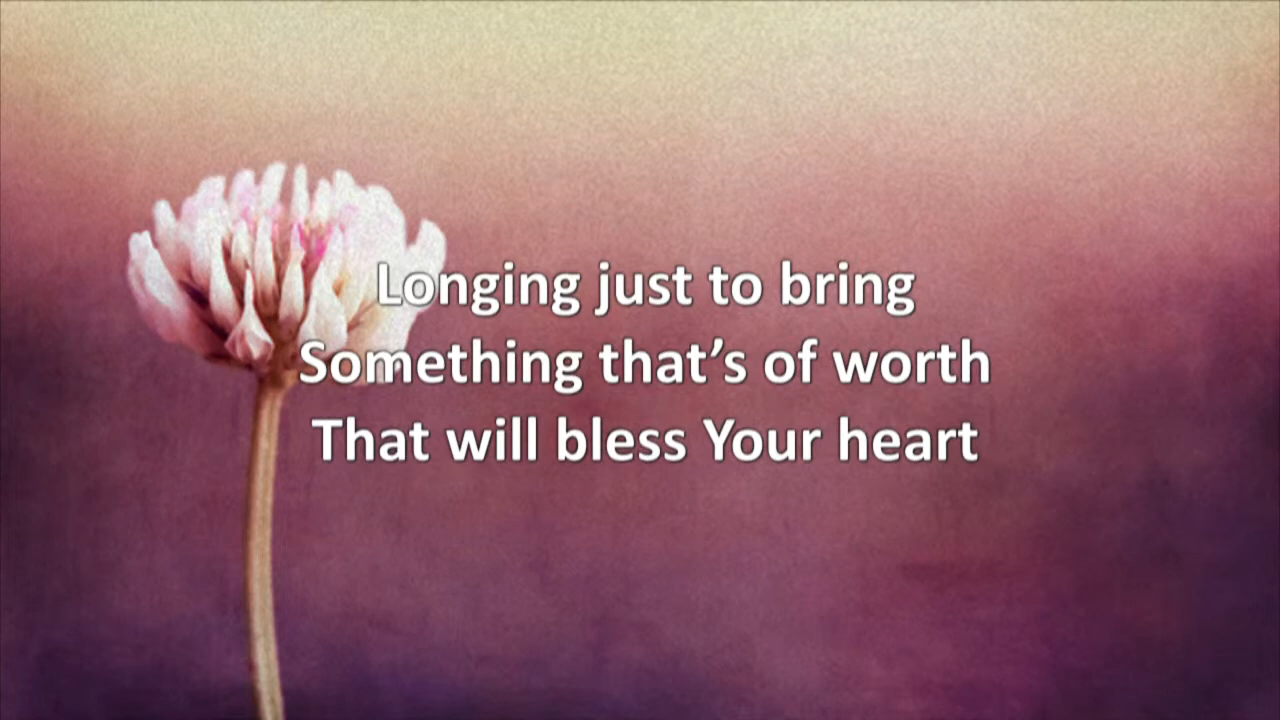 Longing just to bring
Something that’s of worth
That will bless Your heart